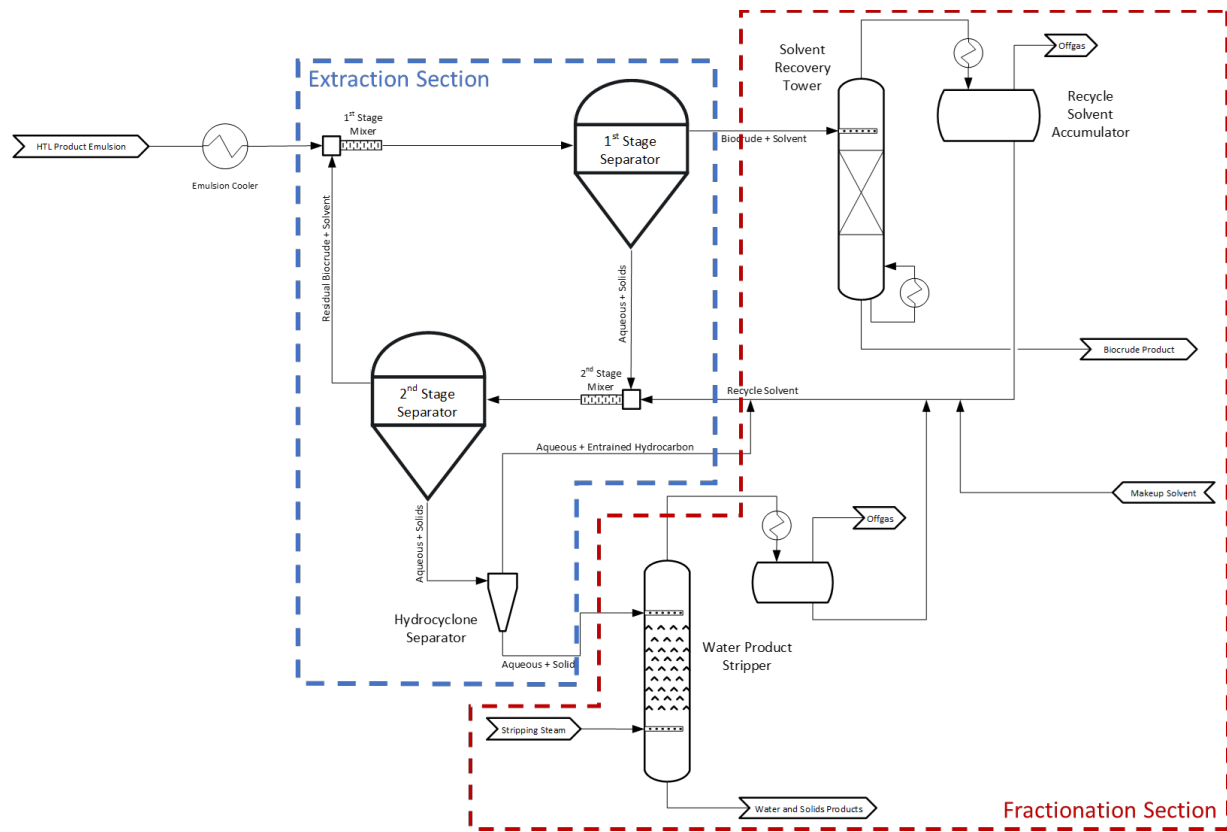 Extraction Section
1st Stage
Mixer
HTL Product Emulsion
Emulsion Cooler
1st Stage
Separator
Biocrude + Solvent
Solvent
Recovery
Tower
Offgas
Recycle
Solvent
Accumulator
Residual Biocrude + Solvent
Aqueous + Solids
Biocrude Product
2nd Stage
Separator
2nd Stage
Mixer
Recycle Solvent
Aqueous + Entrained Hydrocarbon
Makeup Solvent
Aqueous + Solids
Offgas
Hydrocyclone
Separator
Aqueous + Solid
Water Product
Stripper
Stripping Steam
Water and Solids Products
Fractionation Section